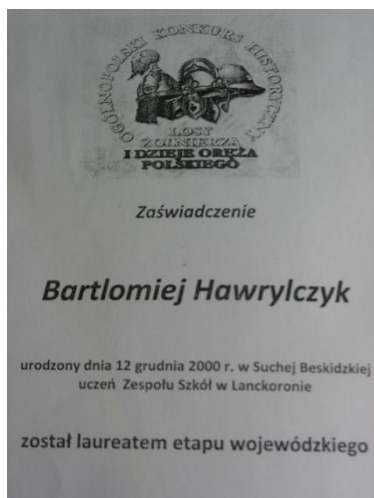 OGÓLNOPOLSKI KONKURS HISTORYCZNY
LOSY
ŻOŁNIERZA
I DZIEJE ORĘŻA
POLSKIEGO
Zaświadczenie
Bartlomiej Hawrylczyk
urodzony dnia 12 grudnia 2000 r. w Suchej Beskidzkiej
uczeń Zespołu Szkół w Lanckoronie
został laureatem etapu wojewódzkiego